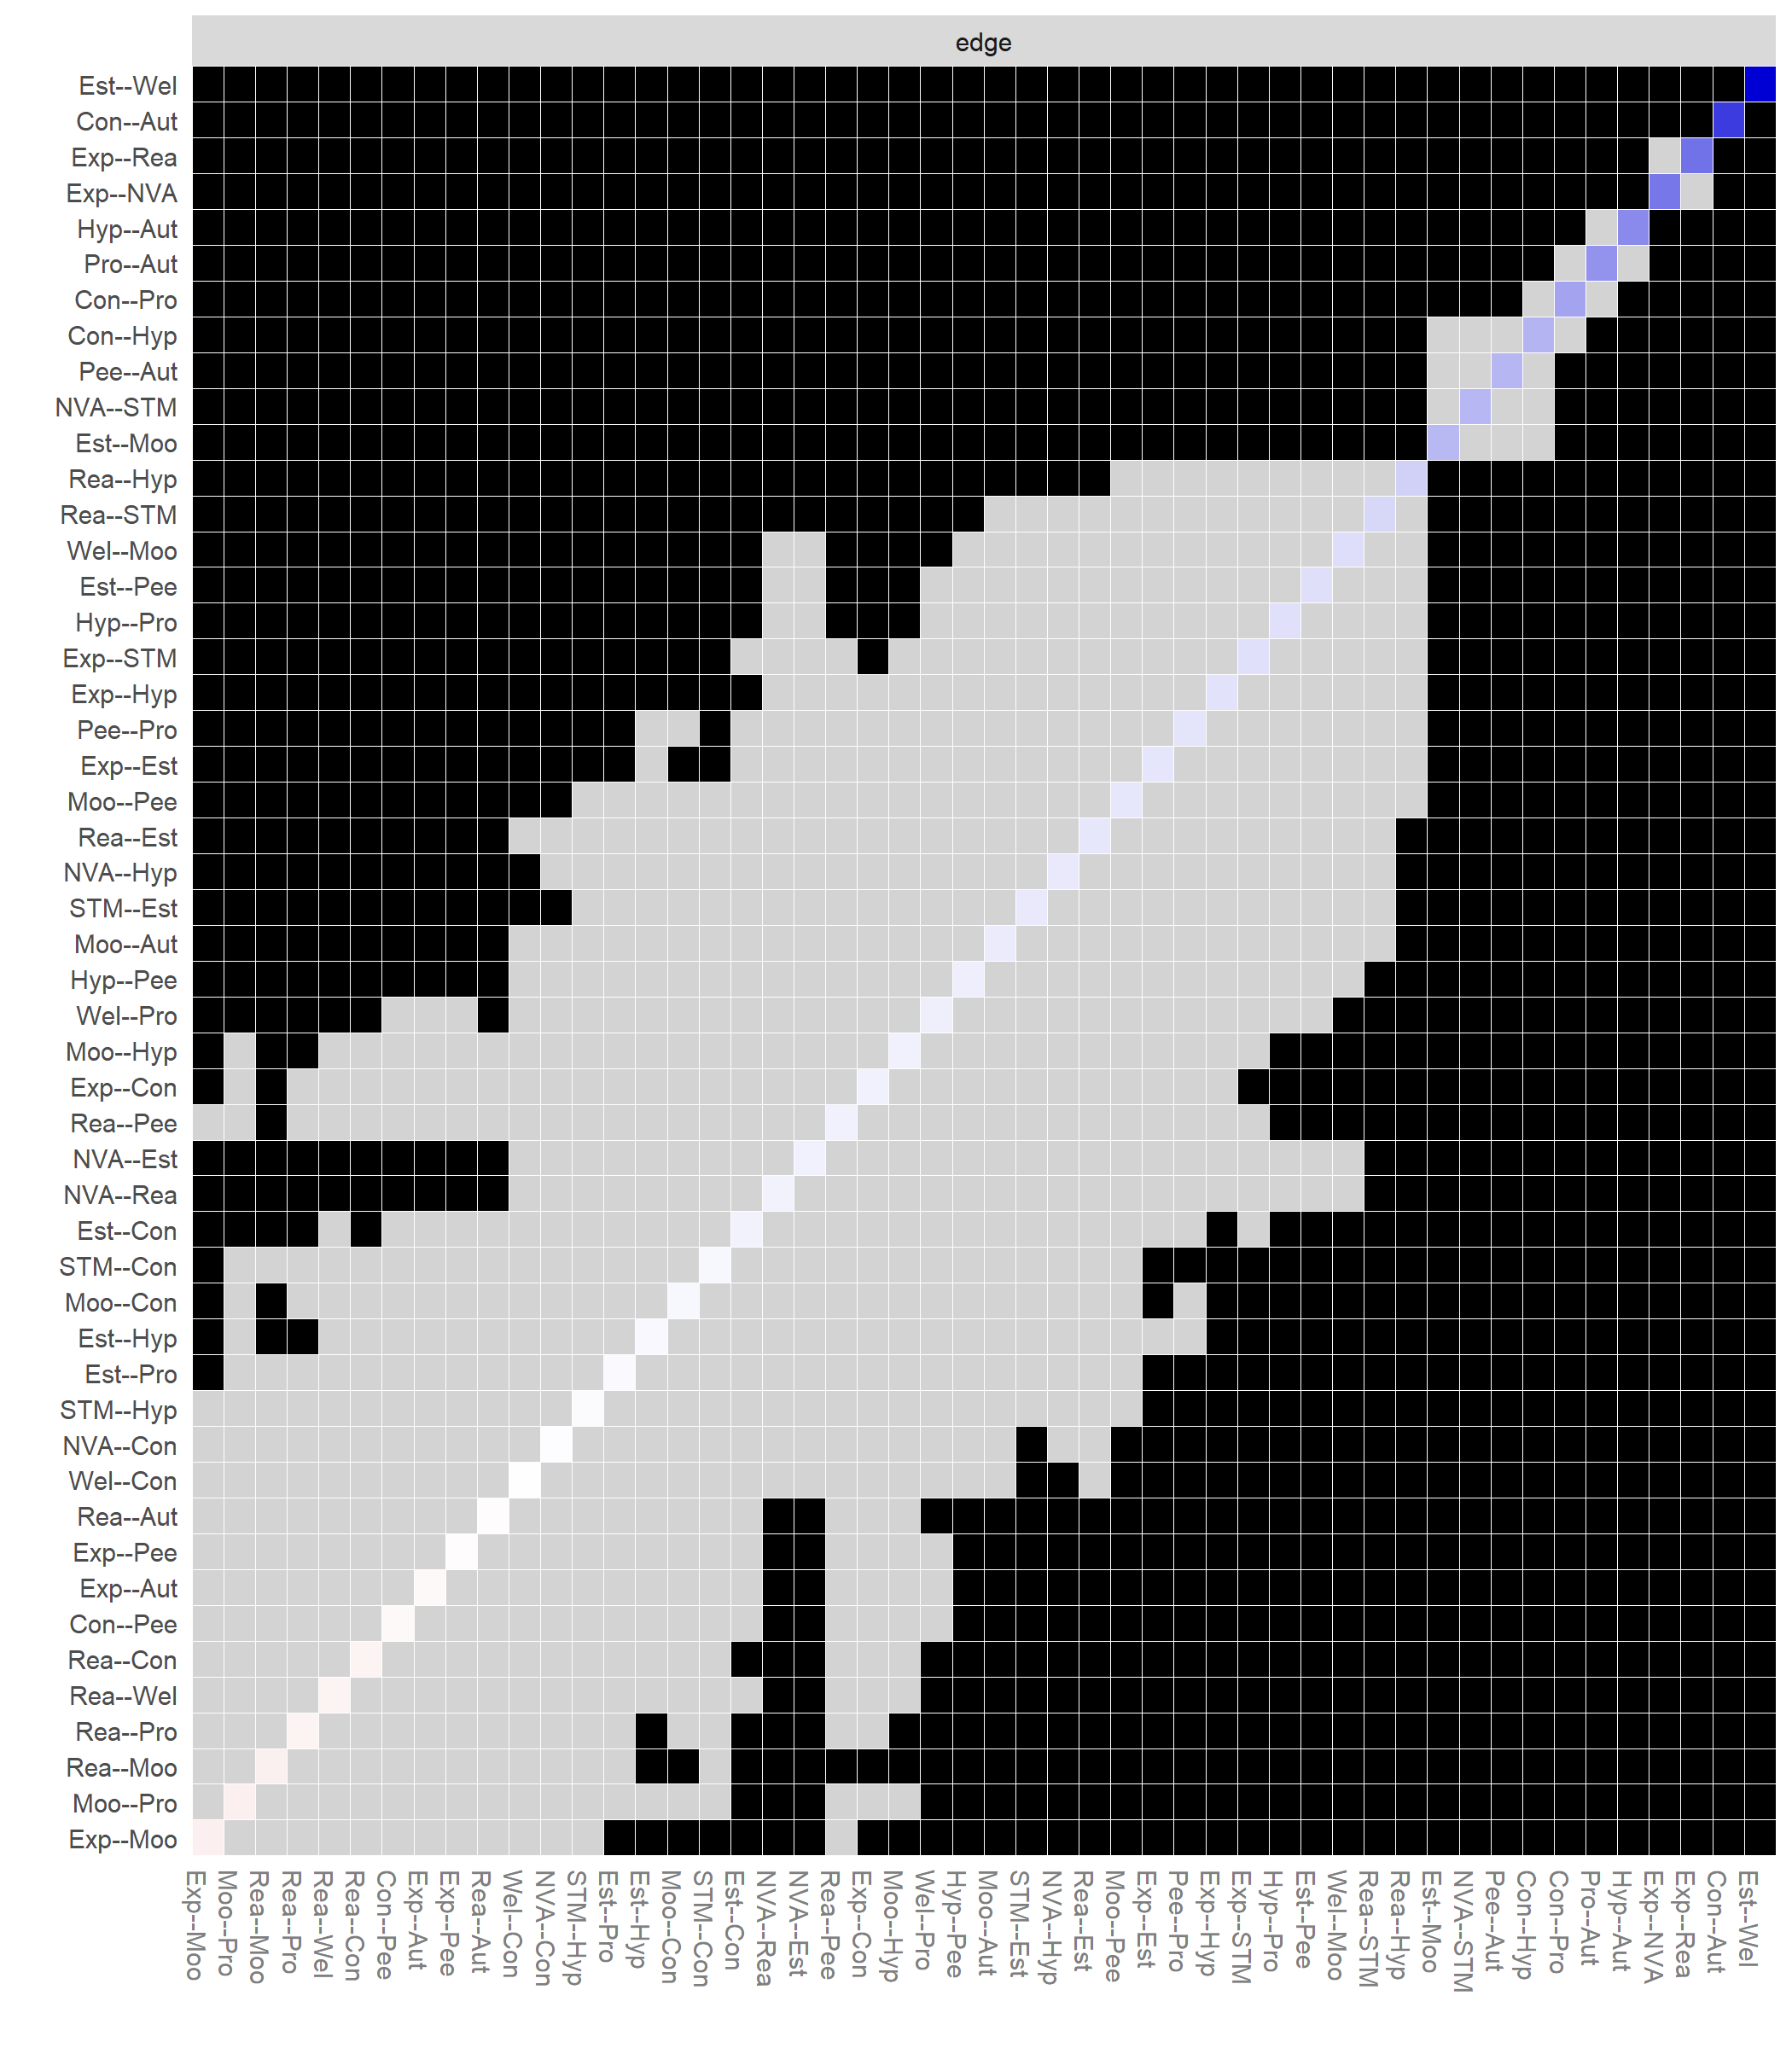 edge
Est--Wel
Con--Aut
Exp--Rea
Exp--NVA
Hyp--Aut
Pro--Aut
Con--Pro
Con--Hyp
Pee--Aut
NVA--STM
Est--Moo
Rea--Hyp
Rea--STM
Wel--Moo
Est--Pee
Hyp--Pro
Exp--STM
Exp--Hyp
Pee--Pro
Exp--Est
Moo--Pee
Rea--Est
NVA--Hyp
STM--Est
Moo--Aut
Hyp--Pee
Wel--Pro
Moo--Hyp
Exp--Con
Rea--Pee
NVA--Est
NVA--Rea
Est--Con
STM--Con
Moo--Con
Est--Hyp
Est--Pro
STM--Hyp
NVA--Con
Wel--Con
Rea--Aut
Exp--Pee
Exp--Aut
Con--Pee
Rea--Con
Rea--Wel
Rea--Pro
Rea--Moo
Moo--Pro
Exp--Moo
Exp--Moo
Moo--Pro
Rea--Moo
Rea--Pro
Rea--Wel
Rea--Con
Con--Pee
Exp--Aut
Exp--Pee
Rea--Aut
Wel--Con
NVA--Con
STM--Hyp
Est--Pro
Est--Hyp
Moo--Con
STM--Con
Est--Con
NVA--Rea
NVA--Est
Rea--Pee
Exp--Con
Moo--Hyp
Wel--Pro
Hyp--Pee
Moo--Aut
STM--Est
NVA--Hyp
Rea--Est
Moo--Pee
Exp--Est
Pee--Pro
Exp--Hyp
Exp--STM
Hyp--Pro
Est--Pee
Wel--Moo
Rea--STM
Rea--Hyp
Est--Moo
NVA--STM
Pee--Aut
Con--Hyp
Con--Pro
Pro--Aut
Hyp--Aut
Exp--NVA
Exp--Rea
Con--Aut
Est--Wel